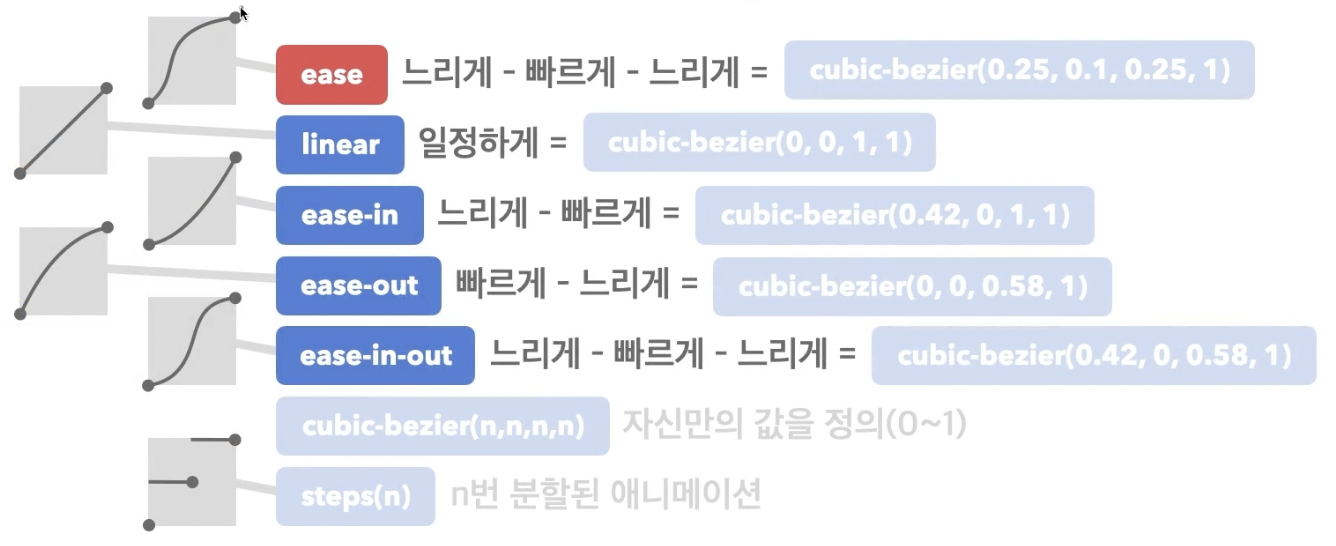 ease 느리게 - 빠르게 - 느리게 = cubic-bezier(0.25, 0.1, 0.25, 1)
linear 일정하게 = cubic-bezier(0, 0, 1, 1)
ease-in 느리게 - 빠르게 = cubic-bezier(0.42, 0, 1, 1)
ease-out 빠르게 - 느리게 = cubic-bezier(0, 0, 0.58, 1)
ease-in-out 느리게 - 빠르게 - 느리게 = cubic-bezier(0.42, 0, 0.58, 1)
cubic-bezier(n,n,n,n) 자신만의 값을 정의(0~1)
steps(n) n번 분할된 애니메이션